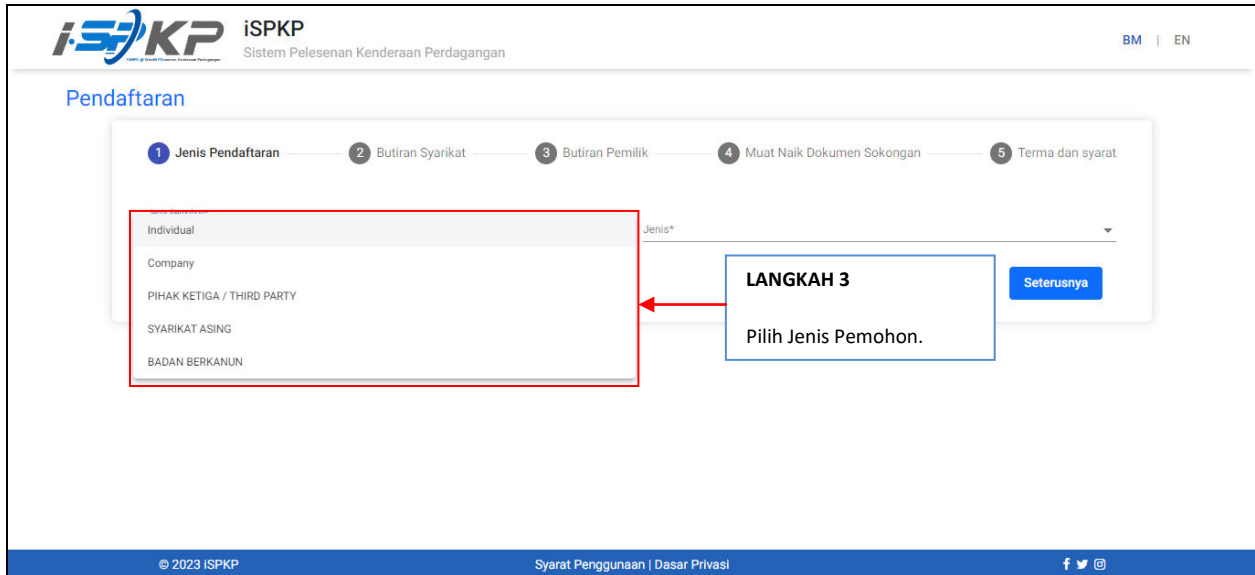 i·SPKP
iSPKP
Sistem Pelesenan Kenderaan Perdagangan
BM | EN
Pendaftaran
1 Jenis Pendaftaran
2 Butiran Syarikat
3 Butiran Pemilik
4 Muat Naik Dokumen Sokongan
5 Terma dan syarat
Individual
Company
PIHAK KETIGA / THIRD PARTY
SYARIKAT ASING
BADAN BERKANUN
Jenis*
LANGKAH 3
Pilih Jenis Pemohon.
Seterusnya
© 2023 iSPKP
Syarat Penggunaan | Dasar Privasi